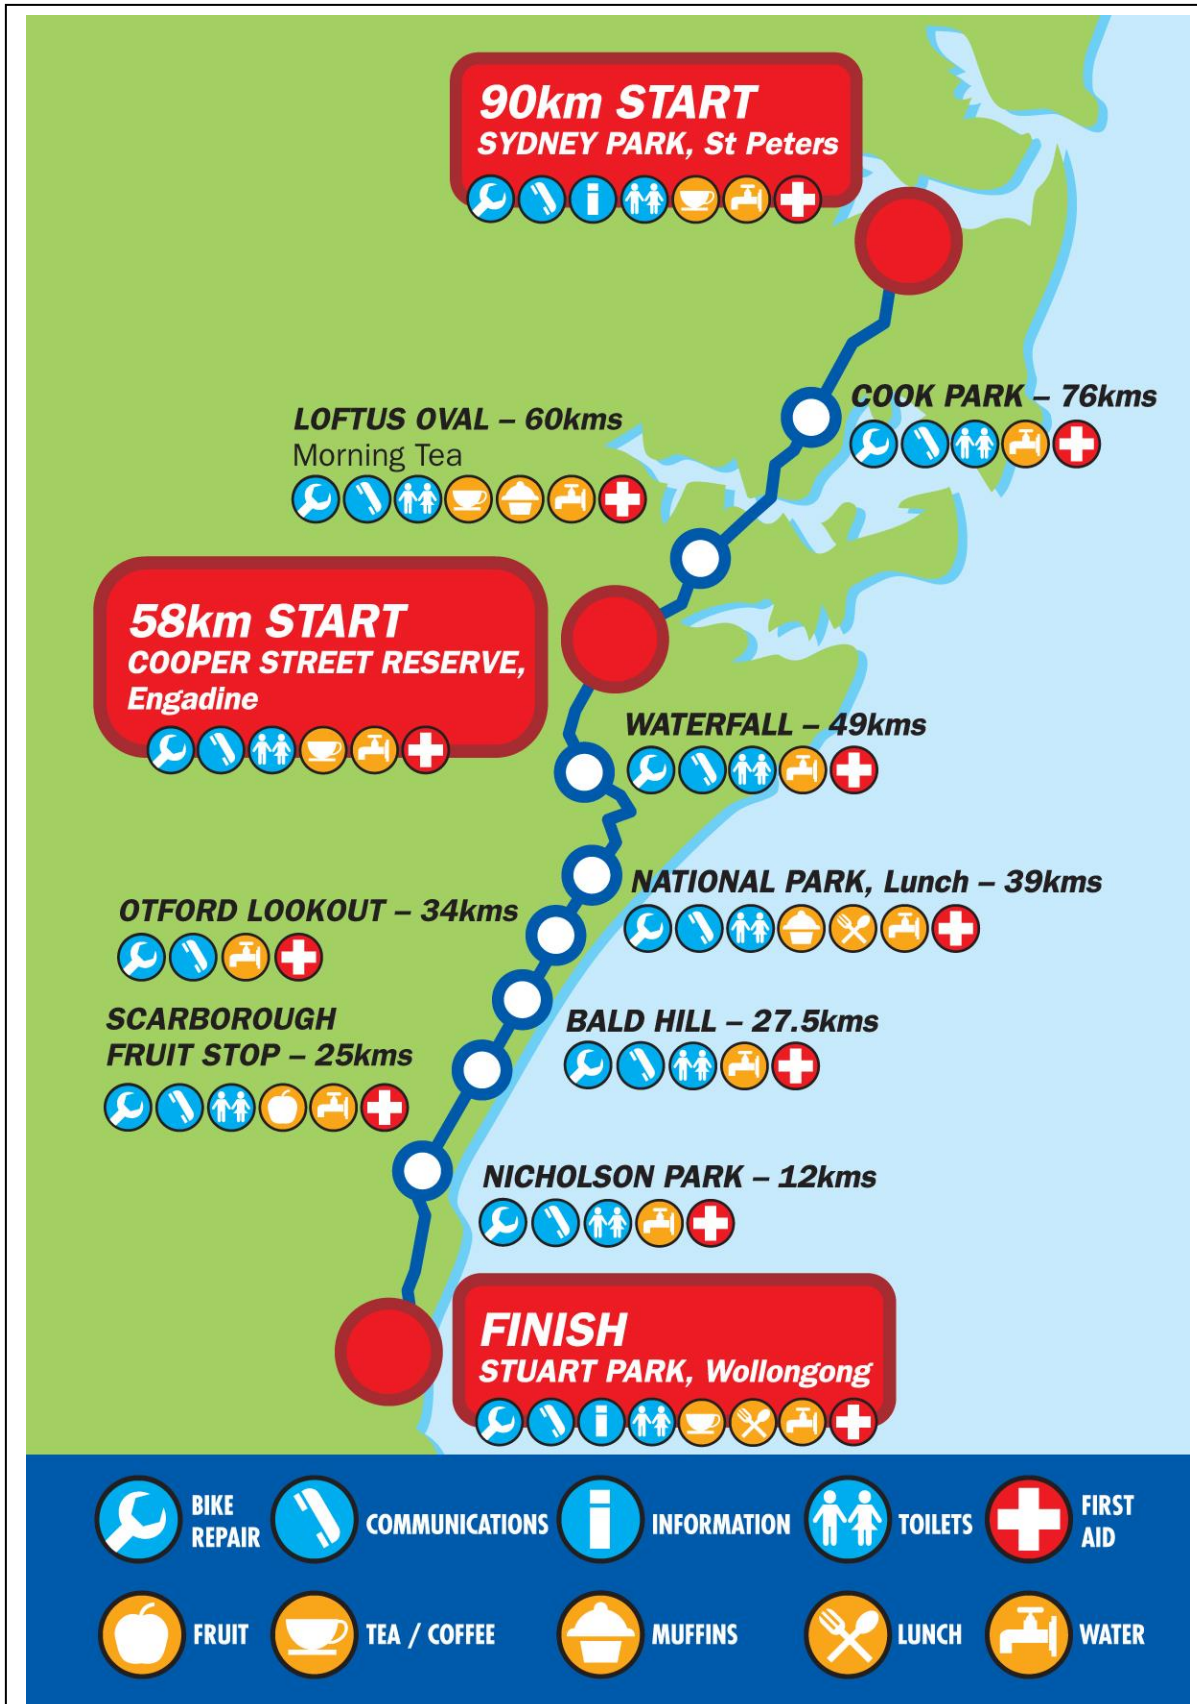 90km START
SYDNEY PARK, St Peters
COOK PARK – 76kms
LOFTUS OVAL – 60kms
Morning Tea
58km START
COOPER STREET RESERVE,
Engadine
WATERFALL – 49kms
NATIONAL PARK, Lunch – 39kms
OTFORD LOOKOUT – 34kms
BALD HILL – 27.5kms
SCARBOROUGH
FRUIT STOP – 25kms
NICHOLSON PARK – 12kms
FINISH
STUART PARK, Wollongong
BIKE
REPAIR
COMMUNICATIONS
INFORMATION
TOILETS
FIRST
AID
FRUIT
TEA / COFFEE
MUFFINS
LUNCH
WATER